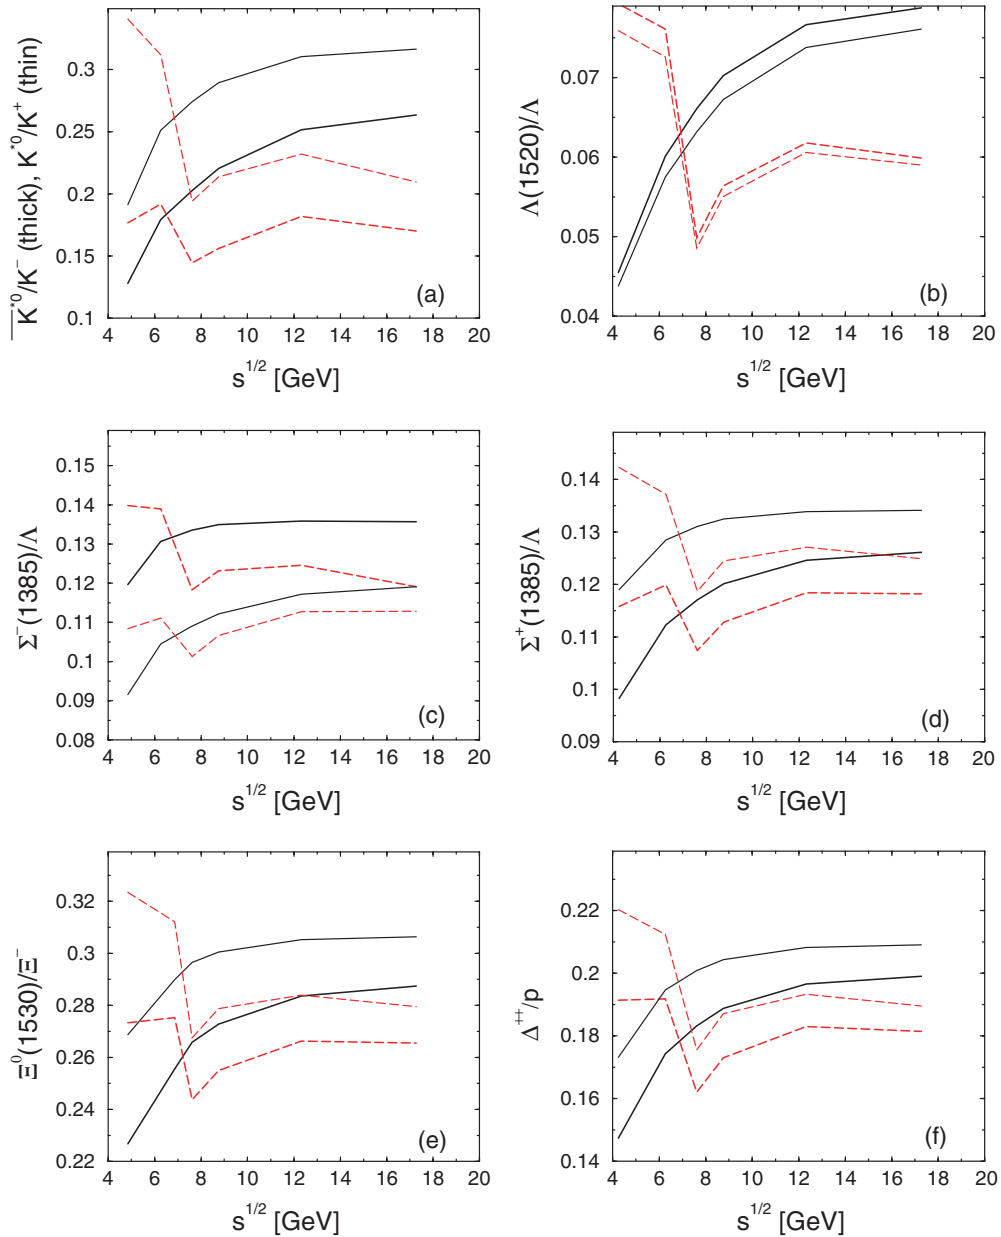 K̅*⁰/K⁻ (thick), K*⁰/K⁺ (thin)
0.3
0.25
0.2
0.15
0.1
(a)
4 6 8 10 12 14 16 18 20
s^1/2 [GeV]
Λ(1520)/Λ
0.07
0.06
0.05
0.04
(b)
4 6 8 10 12 14 16 18 20
s^1/2 [GeV]
Σ⁻(1385)/Λ
0.15
0.14
0.13
0.12
0.11
0.1
0.09
0.08
(c)
4 6 8 10 12 14 16 18 20
s^1/2 [GeV]
Σ⁺(1385)/Λ
0.14
0.13
0.12
0.11
0.1
0.09
(d)
4 6 8 10 12 14 16 18 20
s^1/2 [GeV]
Ξ⁰(1530)/Ξ⁻
0.32
0.3
0.28
0.26
0.24
0.22
(e)
4 6 8 10 12 14 16 18 20
s^1/2 [GeV]
Δ⁺⁺/p
0.22
0.2
0.18
0.16
0.14
(f)
4 6 8 10 12 14 16 18 20
s^1/2 [GeV]